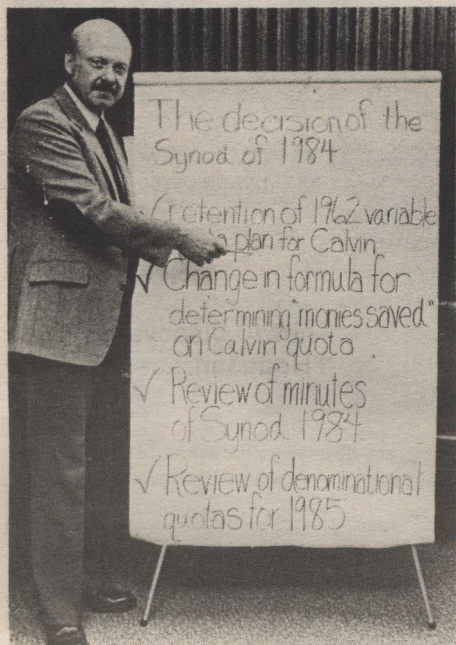 The decision of the
Synod of 1984
✓ retention of 1962 variable
plan for Calvin
✓ Change in formula for
determining "monies saved"
on Calvin quota
✓ Review of minutes
of Synod 1984
✓ Review of denominational
quotas for 1985